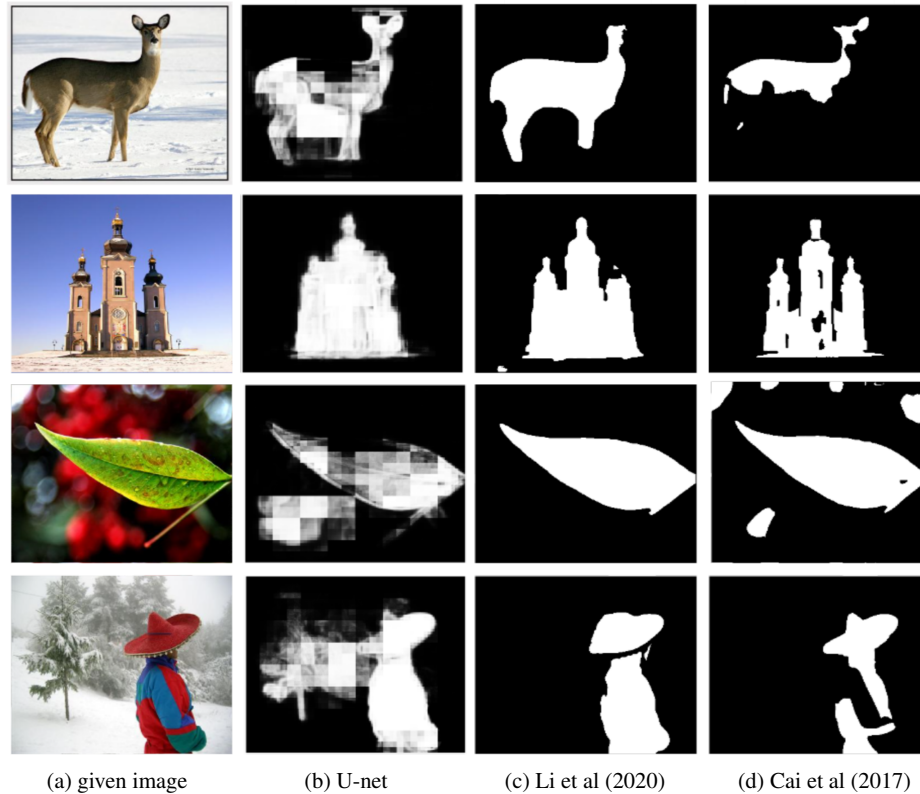 (a) given image
(b) U-net
(c) Li et al (2020)
(d) Cai et al (2017)